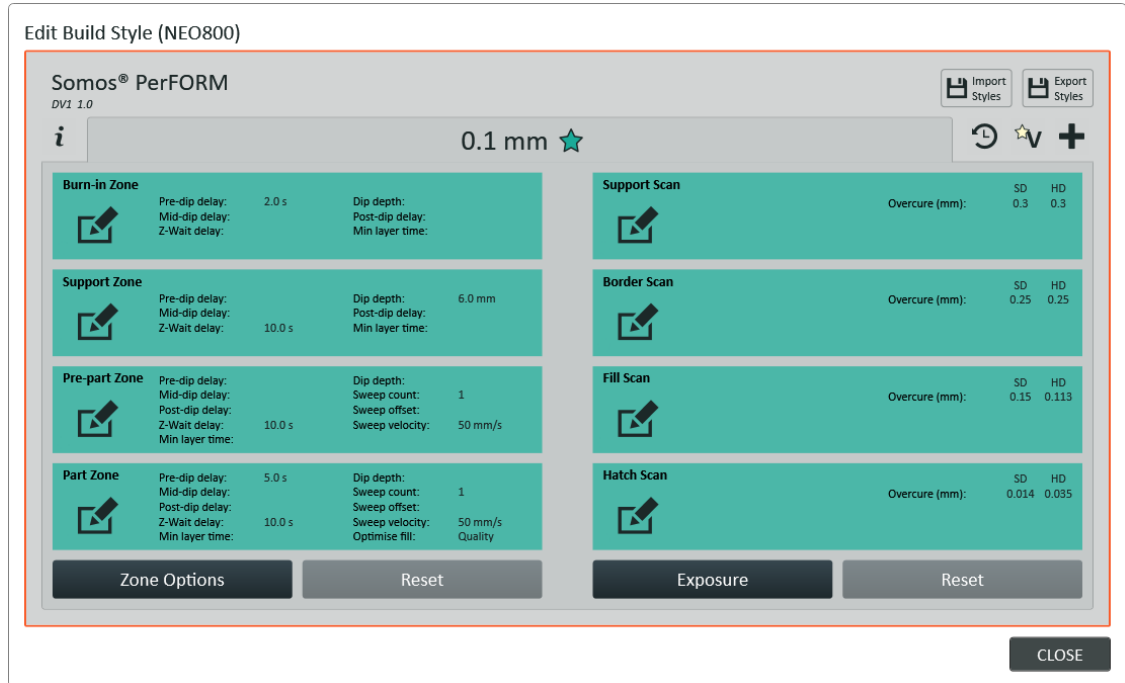 Edit Build Style (NEO800)
Somos® PerFORM
DV1 1.0
Import
Styles
Export
Styles
i
0.1 mm
V
Burn-in Zone
Pre-dip delay: 2.0 s Dip depth:
Mid-dip delay: Post-dip delay:
Z-Wait delay: Min layer time:
Support Zone
Pre-dip delay: Dip depth: 6.0 mm
Mid-dip delay: Post-dip delay:
Z-Wait delay: 10.0 s Min layer time:
Pre-part Zone
Pre-dip delay: Dip depth:
Mid-dip delay: Sweep count: 1
Post-dip delay: Sweep offset:
Z-Wait delay: 10.0 s Sweep velocity: 50 mm/s
Min layer time:
Part Zone
Pre-dip delay: 5.0 s Dip depth:
Mid-dip delay: Sweep count: 1
Post-dip delay: Sweep offset:
Z-Wait delay: 10.0 s Sweep velocity: 50 mm/s
Min layer time: Optimise fill: Quality
Zone Options
Reset
Support Scan
SD HD
Overcure (mm): 0.3 0.3
Border Scan
SD HD
Overcure (mm): 0.25 0.25
Fill Scan
SD HD
Overcure (mm): 0.15 0.113
Hatch Scan
SD HD
Overcure (mm): 0.014 0.035
Exposure
Reset
CLOSE